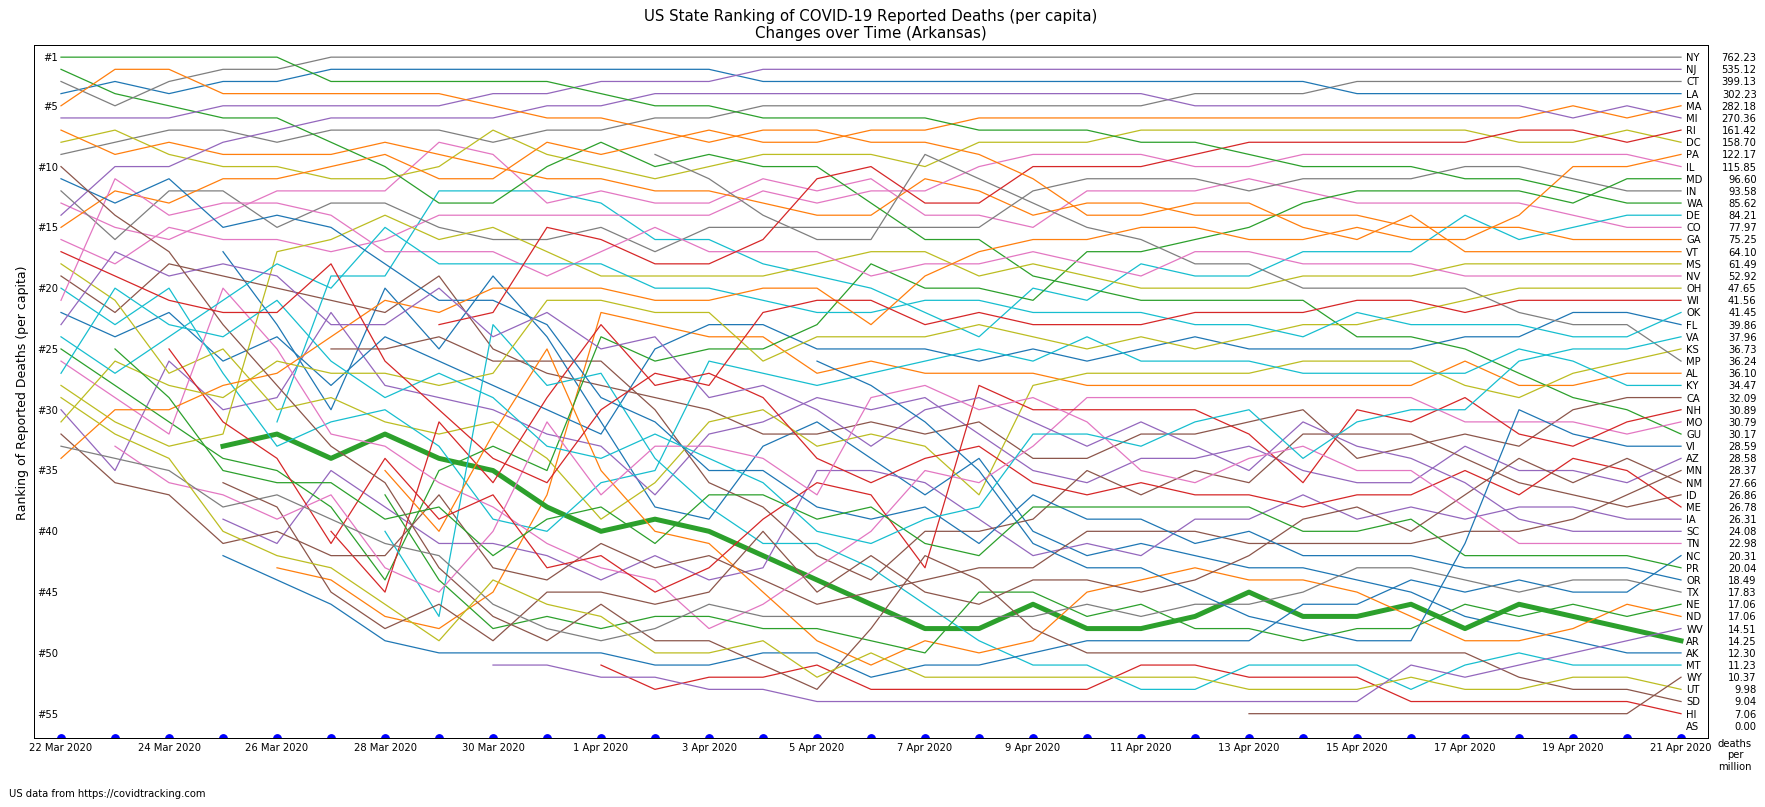 US State Ranking of COVID-19 Reported Deaths (per capita)
Changes over Time (Arkansas)
Ranking of Reported Deaths (per capita)
#1
#5
#10
#15
#20
#25
#30
#35
#40
#45
#50
#55
NY 762.23
NJ 535.12
CT 399.13
LA 302.23
MA 282.18
MI 270.36
RI 161.42
DC 158.70
PA 122.17
IL 115.85
MD 96.60
IN 93.58
WA 85.62
DE 84.21
CO 77.97
GA 75.25
VT 64.10
MS 61.49
NV 52.92
OH 47.65
WI 41.56
OK 41.45
FL 39.86
VA 37.96
KS 36.73
MP 36.24
AL 36.10
KY 34.47
CA 32.09
NH 30.89
MO 30.79
GU 30.17
VI 28.59
AZ 28.58
MN 28.37
NM 27.66
ID 26.86
ME 26.78
IA 26.31
SC 24.08
TN 22.98
NC 20.31
PR 20.04
OR 18.49
TX 17.83
NE 17.06
ND 17.06
WV 14.51
AR 14.25
AK 12.30
MT 11.23
WY 10.37
UT 9.98
SD 9.04
HI 7.06
AS 0.00
22 Mar 2020 24 Mar 2020 26 Mar 2020 28 Mar 2020 30 Mar 2020 1 Apr 2020 3 Apr 2020 5 Apr 2020 7 Apr 2020 9 Apr 2020 11 Apr 2020 13 Apr 2020 15 Apr 2020 17 Apr 2020 19 Apr 2020 21 Apr 2020
deaths
per
million
US data from https://covidtracking.com